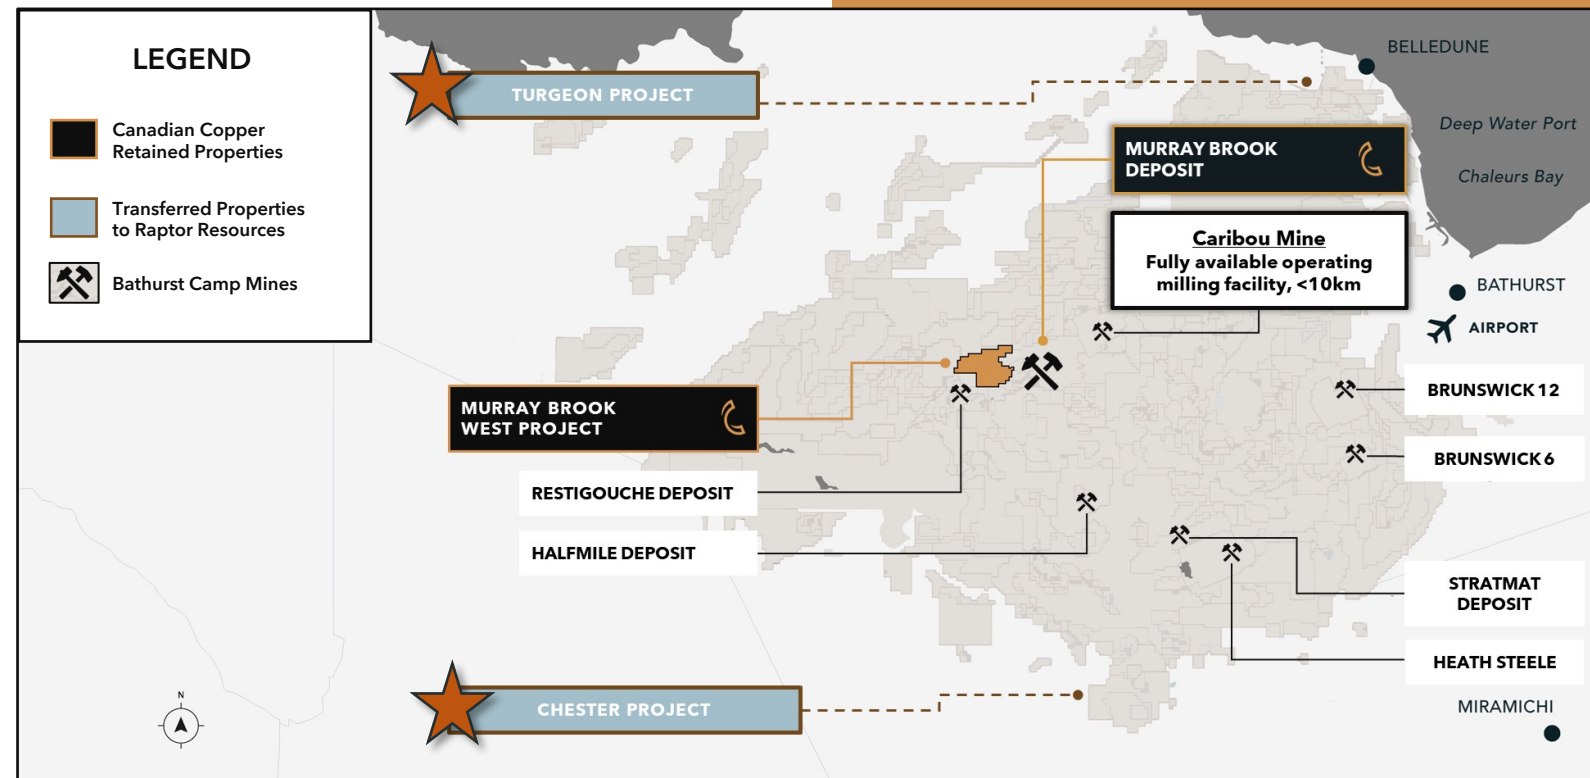 LEGEND
Canadian Copper
Retained Properties
Transferred Properties
to Raptor Resources
Bathurst Camp Mines
TURGEON PROJECT
BELLEDUNE
Deep Water Port
Chaleurs Bay
MURRAY BROOK
DEPOSIT
Caribou Mine
Fully available operating
milling facility, <10km
BATHURST
AIRPORT
MURRAY BROOK
WEST PROJECT
BRUNSWICK 12
BRUNSWICK 6
RESTIGOUCHE DEPOSIT
HALFMILE DEPOSIT
STRATMAT
DEPOSIT
HEATH STEELE
N
CHESTER PROJECT
MIRAMICHI